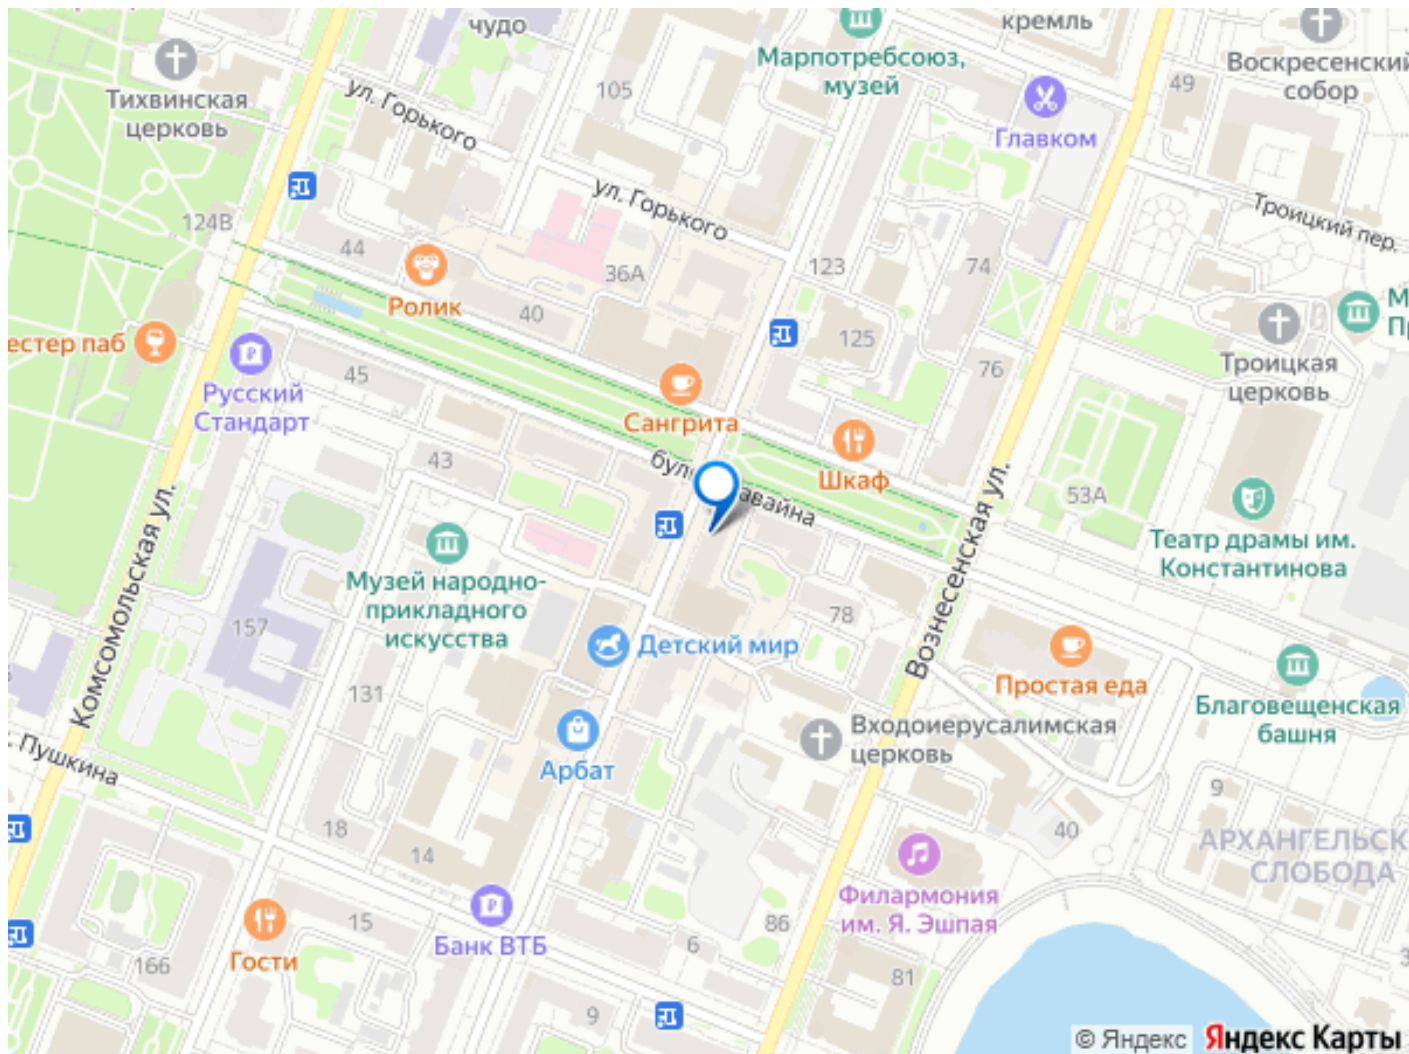 чудо
кремль
Марпотребсоюз,
музей
Воскресенский
собор
49
Тихвинская
церковь
ул. Горького
105
Главком
ул. Горького
Троицкий пер.
124В
44
36А
123
74
Ролик
40
125
естер паб
Русский
Стандарт
45
76
Троицкая
церковь
Сангрита
Шкаф
43
53А
Театр драмы им.
Константинова
Музей народно-
прикладного
искусства
Комсомольская ул.
Вознесенская ул.
157
78
Детский мир
Простая еда
Благовещенская
башня
131
Входоиерусалимская
церковь
Арбат
Пушкина
18
14
9
40
АРХАНГЕЛЬСК
СЛОБОДА
Филармония
им. Я. Эшпая
Гости
15
Банк ВТБ
86
6
166
81
9
© Яндекс Яндекс Карты